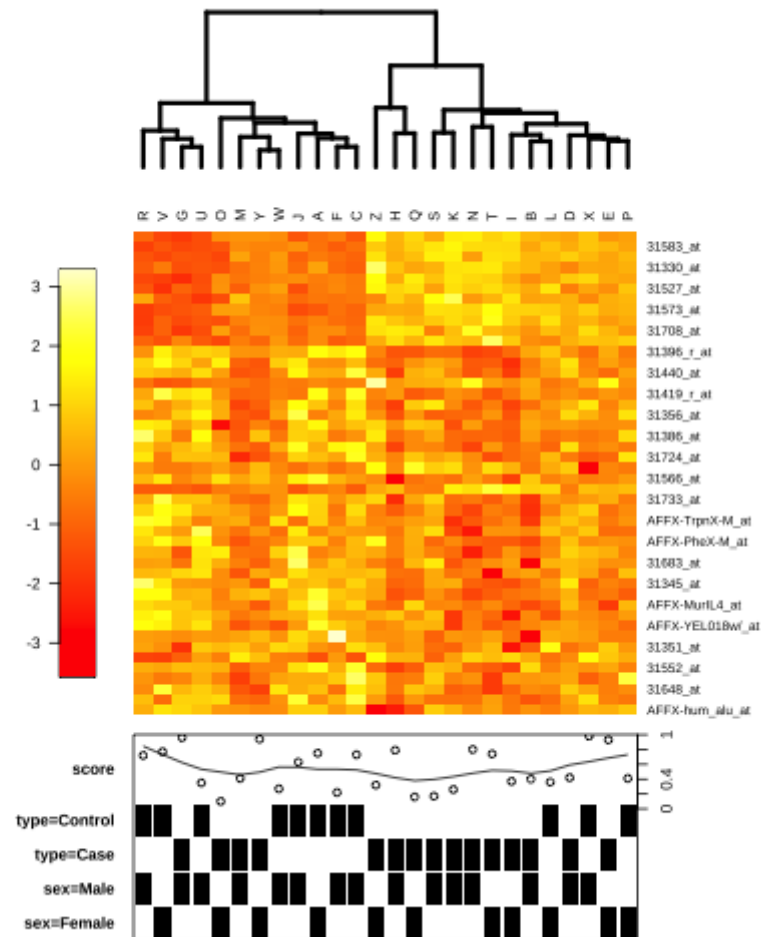 R V G U O M Y W J A F C Z H Q S K N T I B L D X E P
31583_at
31330_at
31527_at
31573_at
31708_at
31396_r_at
31440_at
31419_r_at
31356_at
31386_at
31724_at
31566_at
31733_at
AFFX-TrpnX-M_at
AFFX-PheX-M_at
31683_at
31345_at
AFFX-MurIL4_at
AFFX-YEL018w/_at
31351_at
31552_at
31648_at
AFFX-hum_alu_at
3
2
1
0
-1
-2
-3
score
0 0.4 1
type=Control
type=Case
sex=Male
sex=Female